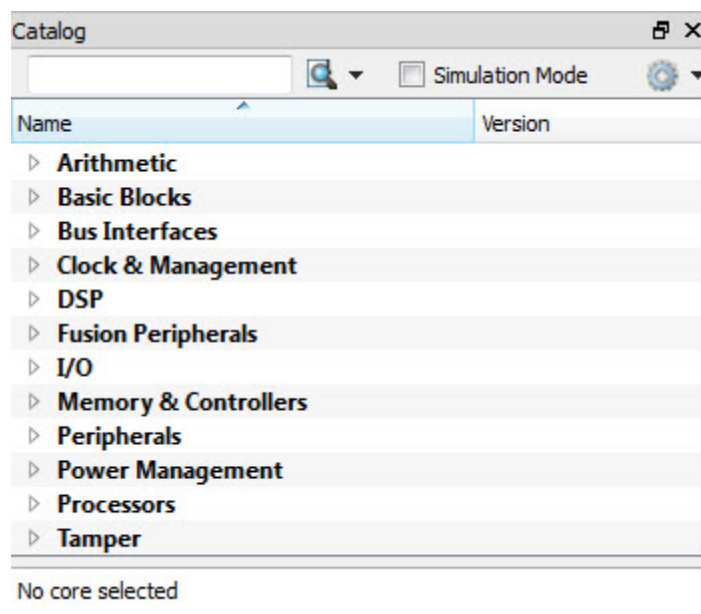 Catalog
Simulation Mode
Name Version
Arithmetic
Basic Blocks
Bus Interfaces
Clock & Management
DSP
Fusion Peripherals
I/O
Memory & Controllers
Peripherals
Power Management
Processors
Tamper
No core selected